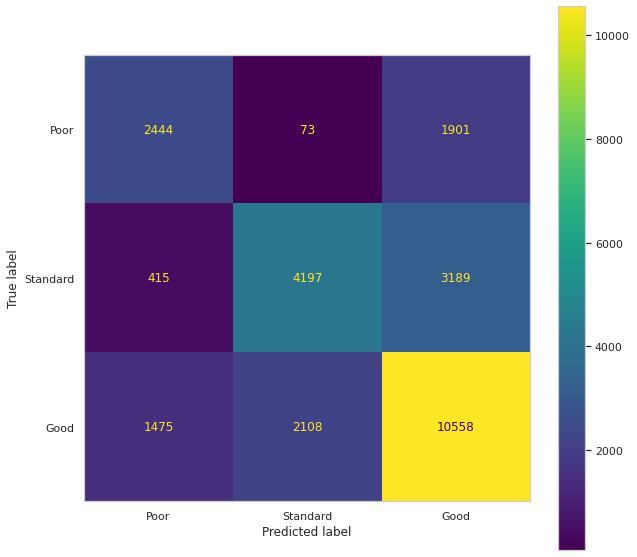 10000
Poor 2444 73 1901
8000
6000
True label
Standard 415 4197 3189
4000
Good 1475 2108 10558
2000
Poor Standard Good
Predicted label